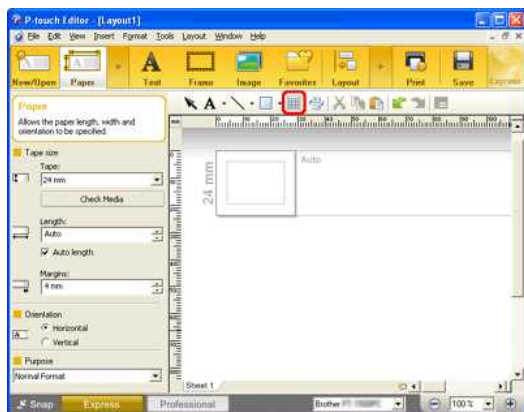 P-touch Editor - [Layout1]
File Edit View Insert Format Tools Layout Window Help
New/Open Paper Text Frame Image Favorites Layout Print Save Express
A
Paper
Allows the paper length, width and
orientation to be specified.
Tape size
Tape:
24 mm
Check Media
Length:
Auto
Auto length
Margins:
4 mm
Orientation
Horizontal
Vertical
Purpose
Normal Format
mm
24 mm
Auto
Sheet 1
Snap Express Professional
Brother
100 %